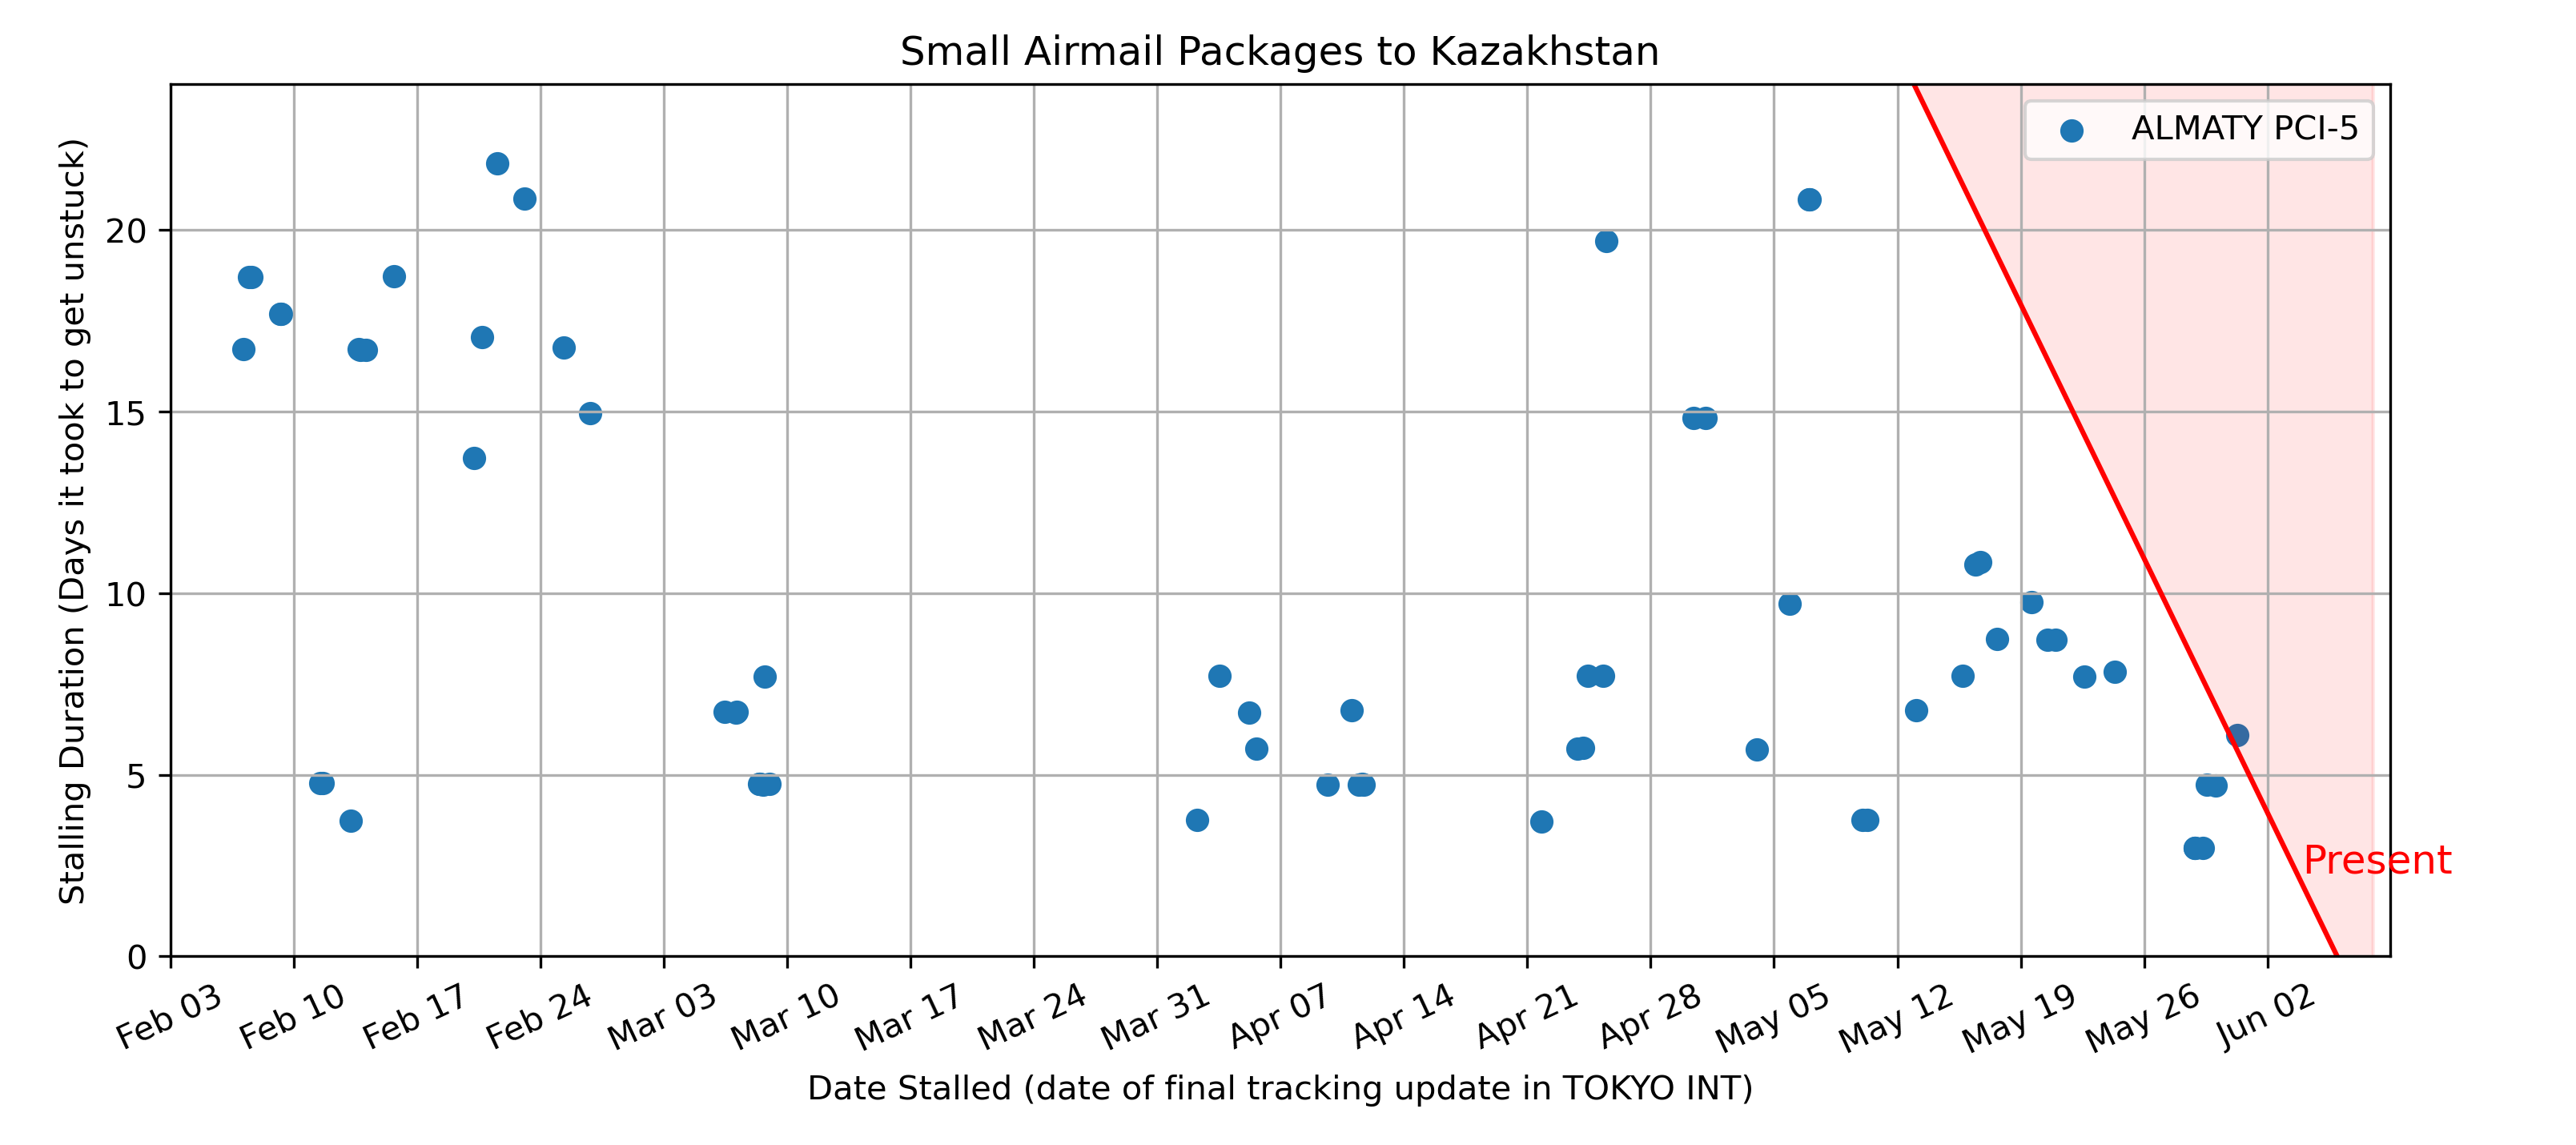 Small Airmail Packages to Kazakhstan
ALMATY PCI-5
Stalling Duration (Days it took to get unstuck)
20
15
10
5
0
Present
Feb 03
Feb 10
Feb 17
Feb 24
Mar 03
Mar 10
Mar 17
Mar 24
Mar 31
Apr 07
Apr 14
Apr 21
Apr 28
May 05
May 12
May 19
May 26
Jun 02
Date Stalled (date of final tracking update in TOKYO INT)